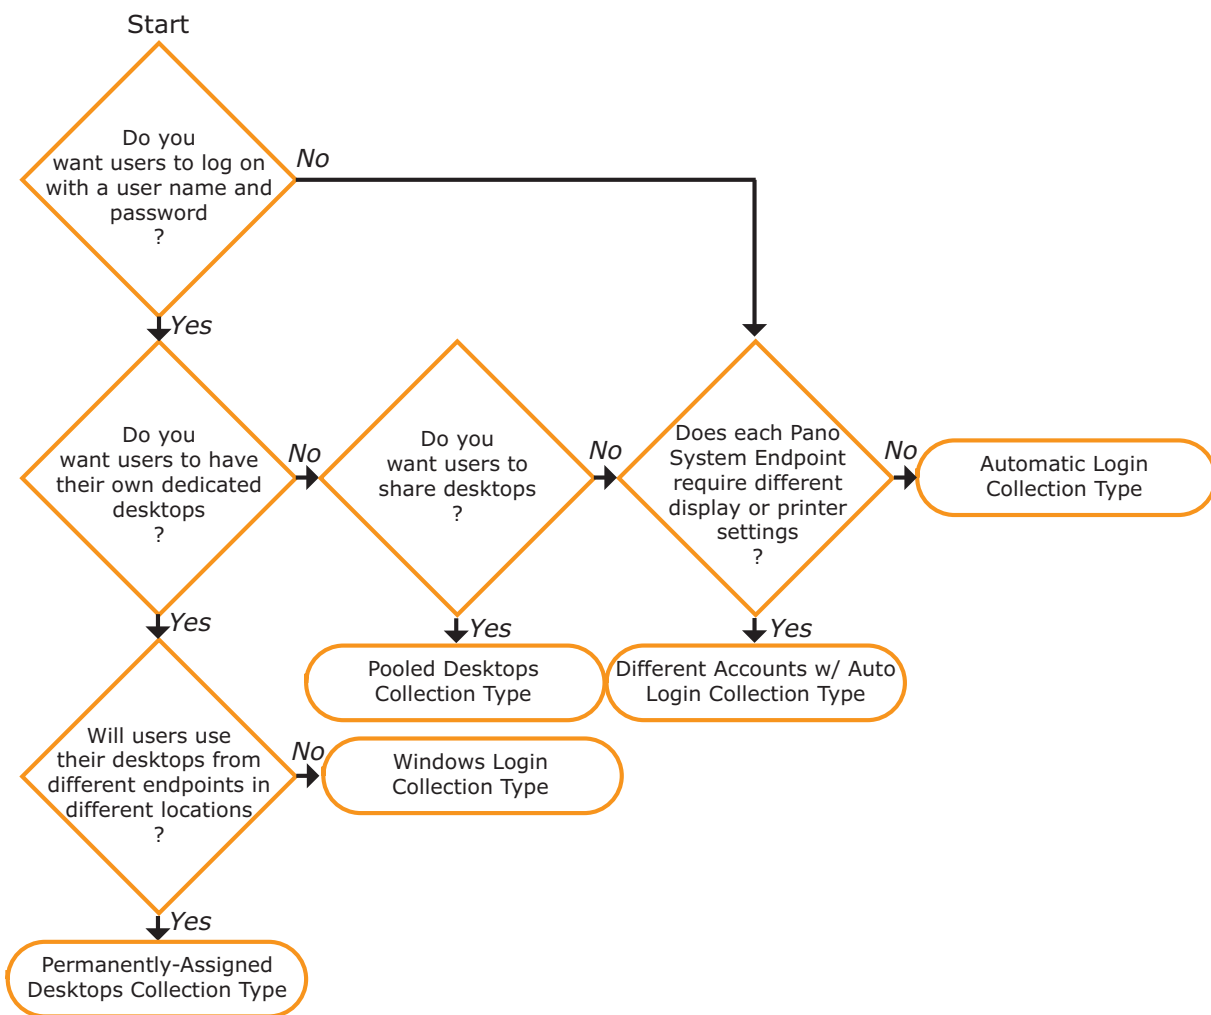 Start
Do you
want users to log on
with a user name and
password
?
No
Yes
Do you
want users to have
their own dedicated
desktops
?
No
Do you
want users to
share desktops
?
No
Does each Pano
System Endpoint
require different
display or printer
settings
?
No
Automatic Login
Collection Type
Yes
Yes
Yes
Pooled Desktops
Collection Type
Different Accounts w/ Auto
Login Collection Type
Will users use
their desktops from
different endpoints in
different locations
?
No
Windows Login
Collection Type
Yes
Permanently-Assigned
Desktops Collection Type